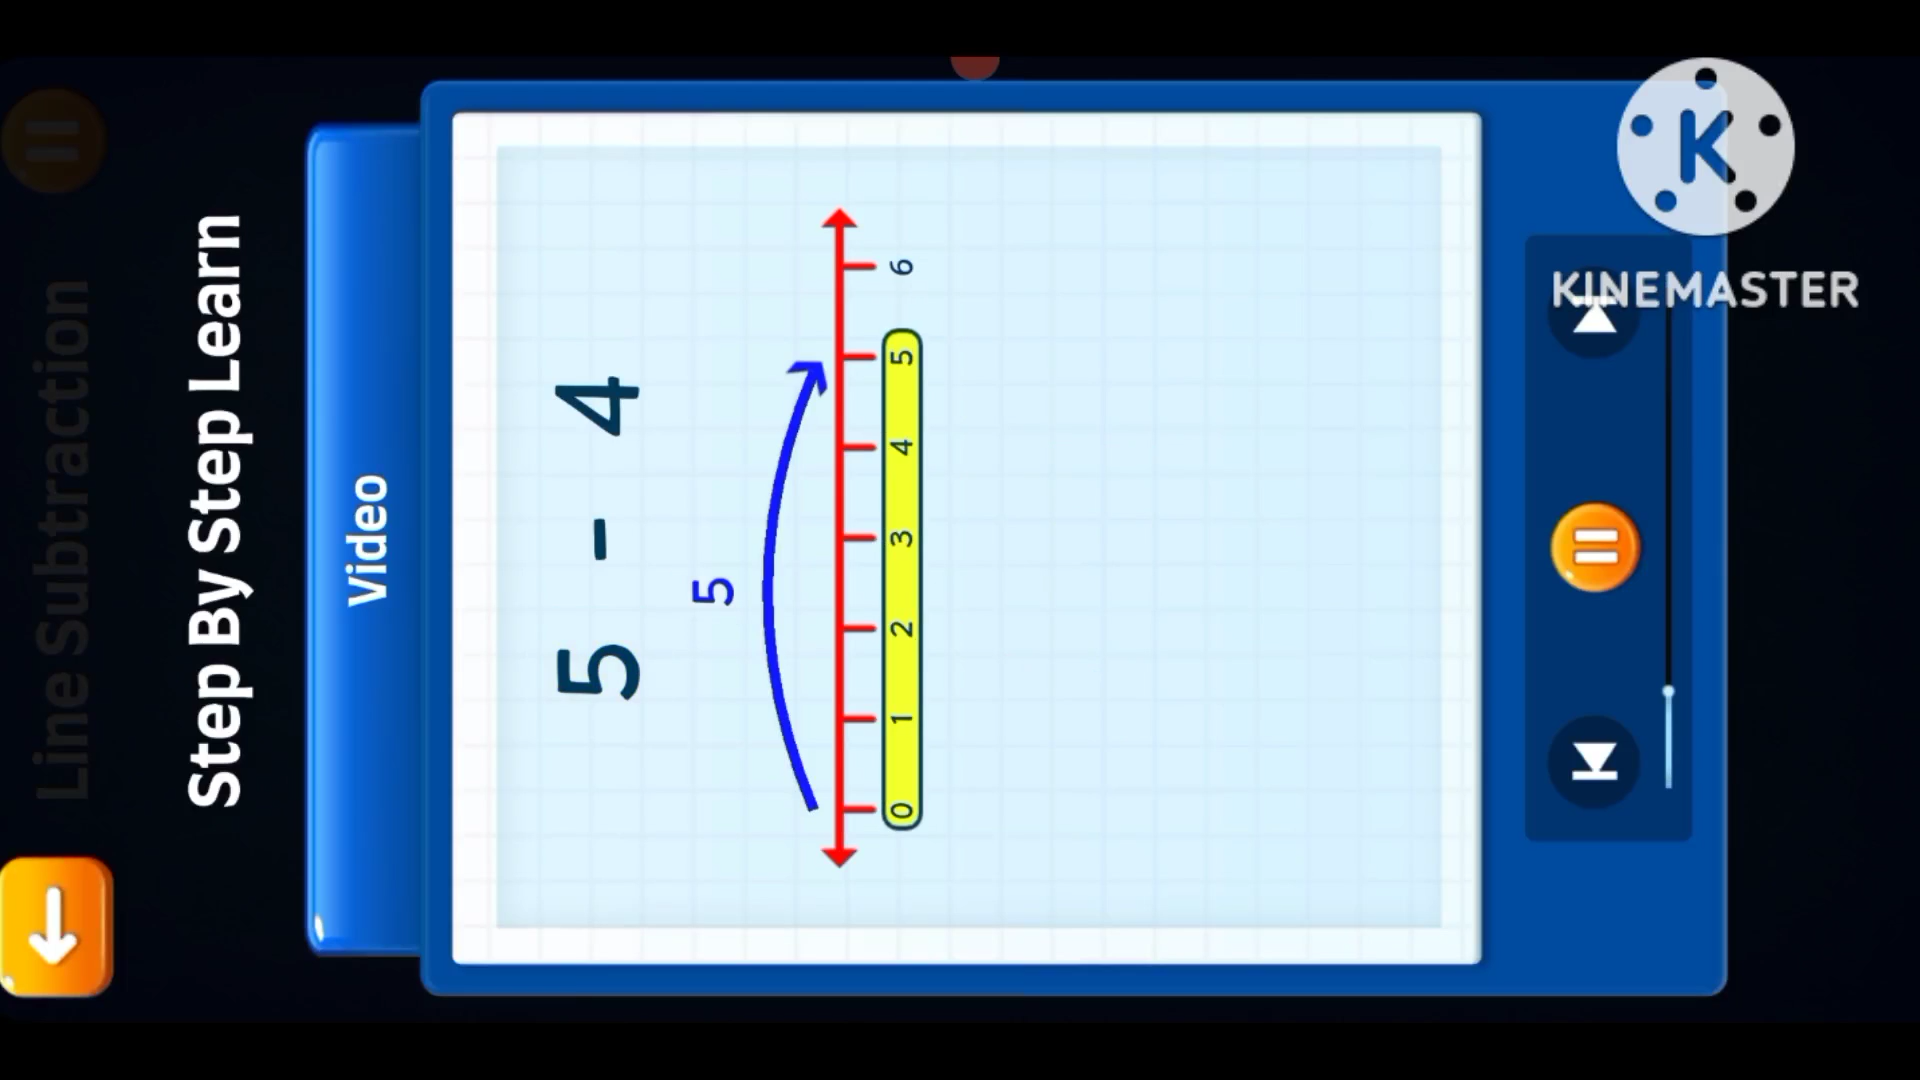 Line Subtraction
Step By Step Learn
Video
5 - 4
5
0 1 2 3 4 5 6
K
KINEMASTER